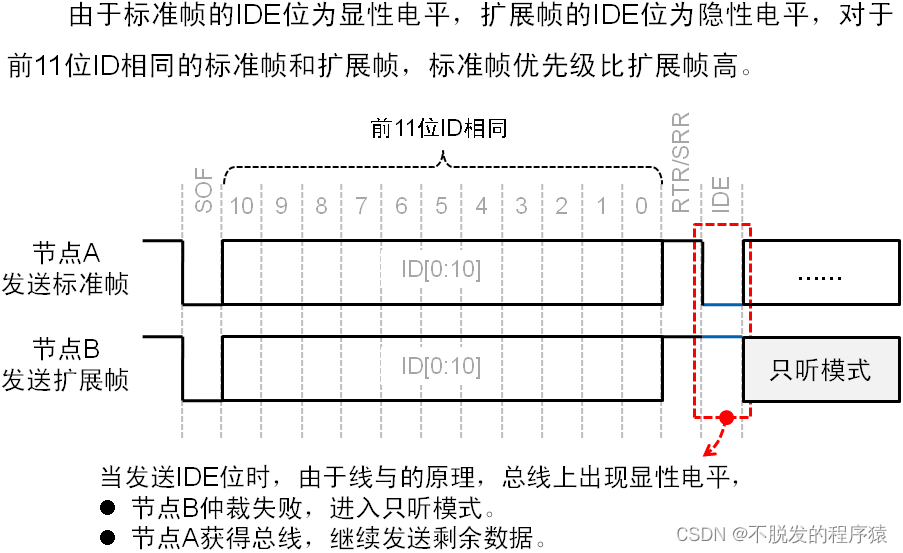 由于标准帧的IDE位为显性电平，扩展帧的IDE位为隐性电平，对于
前11位ID相同的标准帧和扩展帧，标准帧优先级比扩展帧高。
前11位ID相同
SOF
10 9 8 7 6 5 4 3 2 1 0
RTR/SRR
IDE
节点A
发送标准帧
ID[0:10]
......
节点B
发送扩展帧
ID[0:10]
只听模式
当发送IDE位时，由于线与的原理，总线上出现显性电平，
● 节点B仲裁失败，进入只听模式。
● 节点A获得总线，继续发送剩余数据。
CSDN @不脱发的程序猿